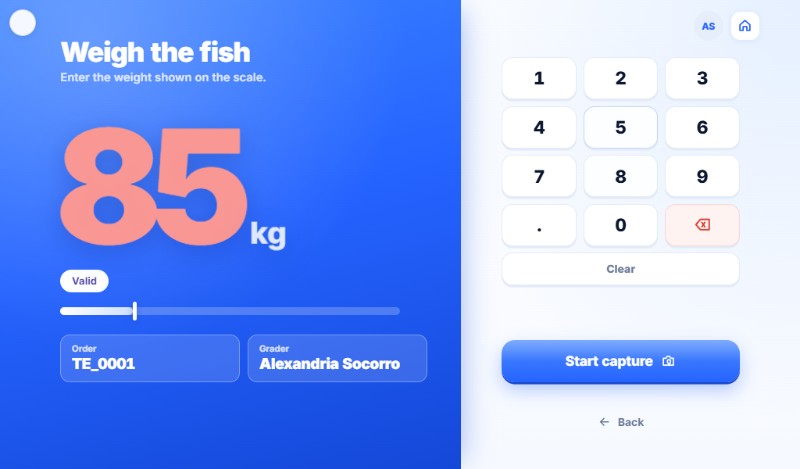 Weigh the fish
Enter the weight shown on the scale.
85 kg
Valid
Order
TE_0001
Grader
Alexandria Socorro
AS
1 2 3
4 5 6
7 8 9
. 0
Clear
Start capture
Back